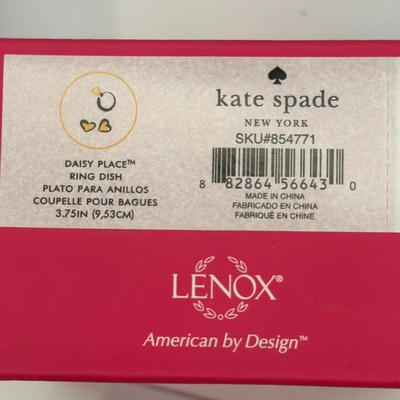 DAISY PLACE™
RING DISH
PLATO PARA ANILLOS
COUPELLE POUR BAGUES
3.75IN (9,53CM)
kate spade
NEW YORK
SKU#854771
8 82864 56643 0
MADE IN CHINA
FABRICADO EN CHINA
FABRIQUÉ EN CHINE
LENOX®
American by Design™